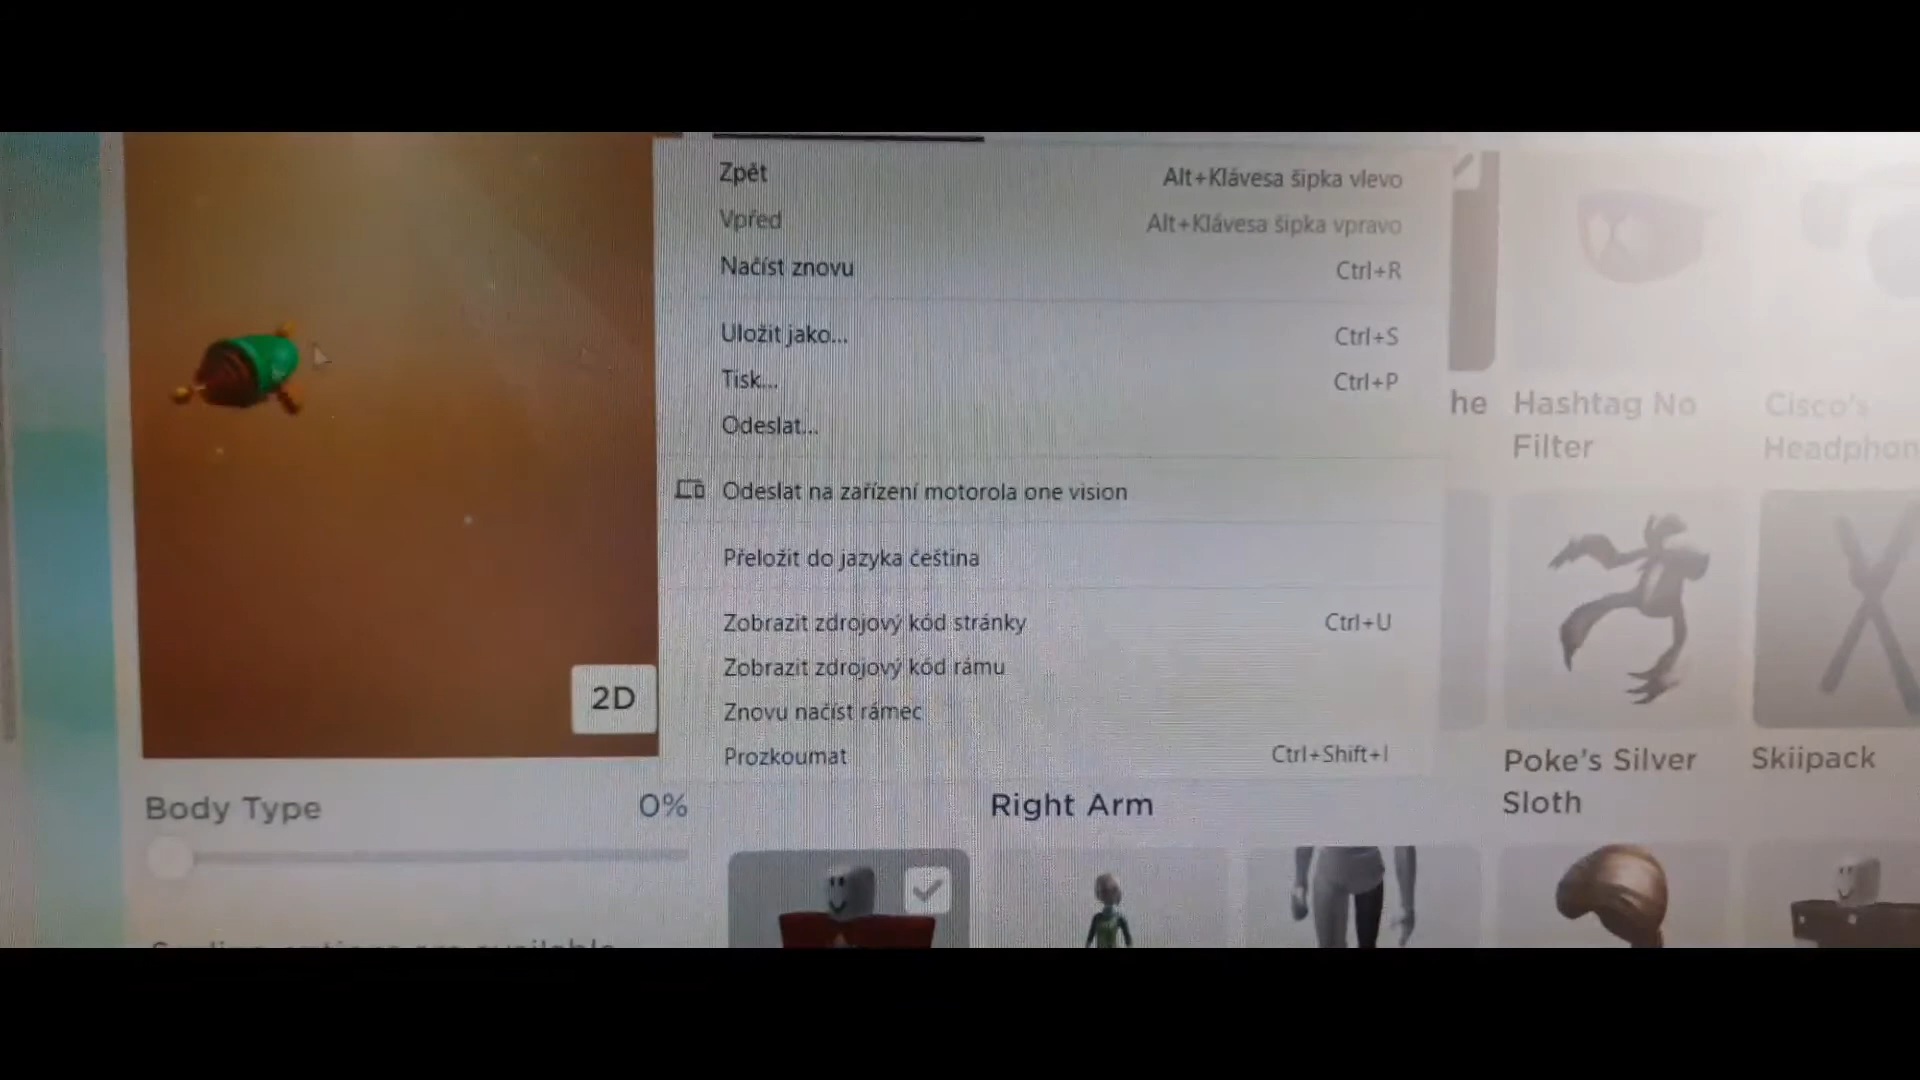 Zpět Alt+Klávesa šipka vlevo
Vpřed Alt+Klávesa šipka vpravo
Načíst znovu Ctrl+R
Uložit jako... Ctrl+S
Tisk... Ctrl+P
Odeslat...
Odeslat na zařízení motorola one vision
Přeložit do jazyka čeština
Zobrazit zdrojový kód stránky Ctrl+U
Zobrazit zdrojový kód rámu
Znovu načíst rámec
Prozkoumat Ctrl+Shift+I
2D
Body Type 0%
he
Hashtag No
Filter
Cisco's
Headphon
Poke's Silver
Sloth
Skiipack
Right Arm